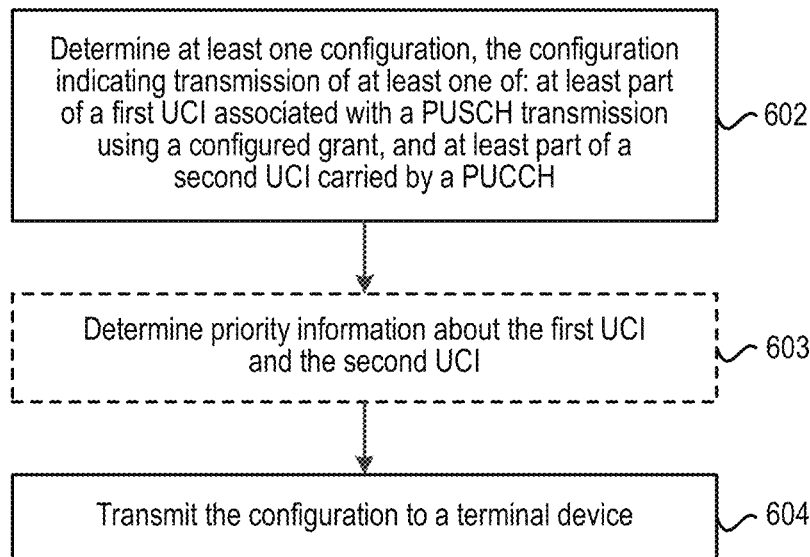 Determine at least one configuration, the configuration
indicating transmission of at least one of: at least part
of a first UCI associated with a PUSCH transmission
using a configured grant, and at least part of a
second UCI carried by a PUCCH
602
Determine priority information about the first UCI
and the second UCI
603
Transmit the configuration to a terminal device
604